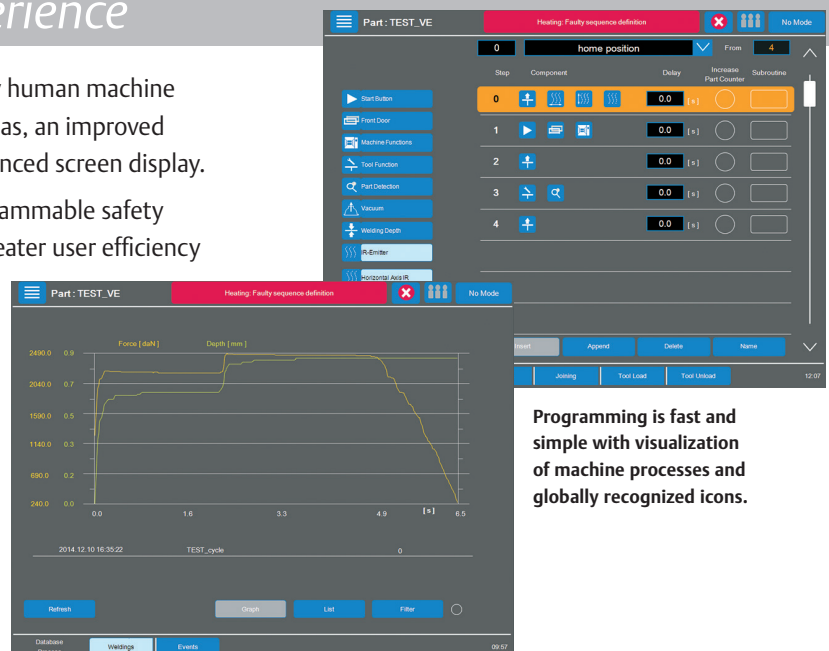 erience
human machine
as, an improved
nced screen display.
ammable safety
eater user efficiency
Part : TEST_VE
Heating: Faulty sequence definition
No Mode
0
home position
From
4
Step
Component
Delay
Increase
Part Counter
Subroutine
Start Button
Front Door
Machine Functions
Tool Function
Part Detection
Vacuum
Welding Depth
IR-Emitter
Horizontal Axis IR
0
0.0
[s]
1
0.0
[s]
2
0.0
[s]
3
0.0
[s]
4
0.0
[s]
Insert
Append
Delete
Name
Joining
Tool Load
Tool Unload
12:07
Part : TEST_VE
Heating: Faulty sequence definition
No Mode
Force [ daN ]
Depth [ mm ]
2490.0 0.9
2040.0 0.7
1590.0 0.5
1140.0 0.3
690.0 0.2
240.0 0.0
0.0 1.6 3.3 4.9 [s] 6.5
2014.12.10 16:35:22 TEST_cycle 0
Refresh
Graph
List
Filter
Database
Weldings
Events
09:57
Programming is fast and
simple with visualization
of machine processes and
globally recognized icons.